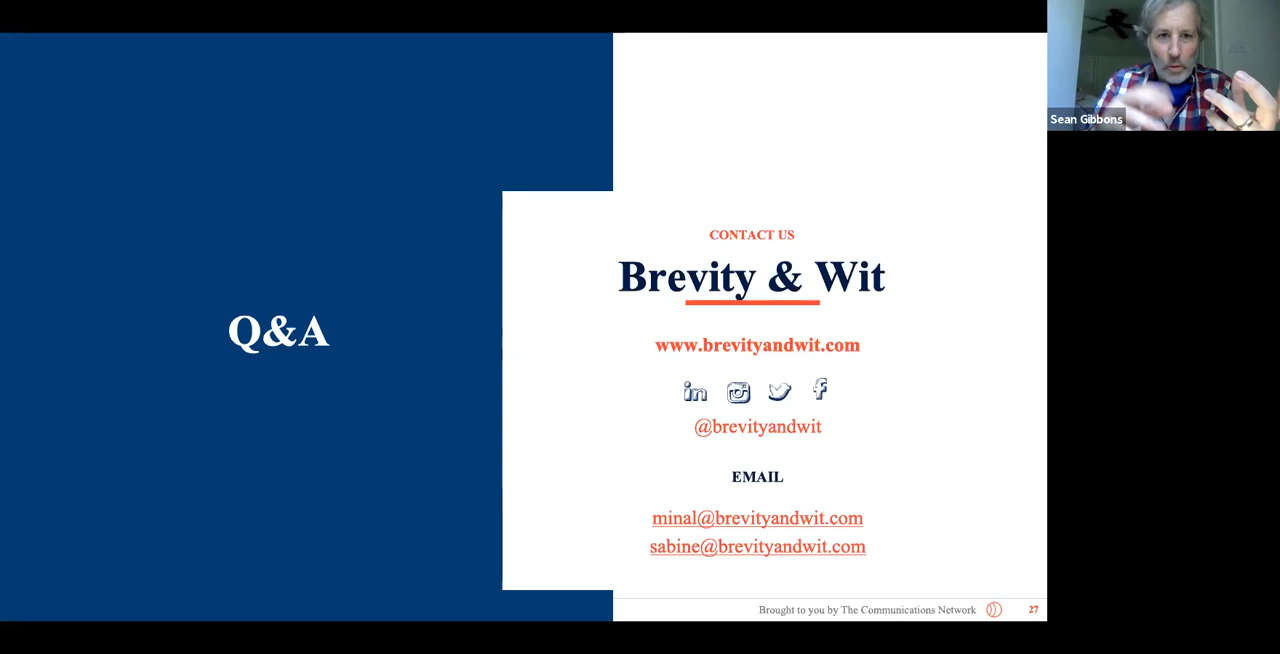 Sean Gibbons
Q&A
CONTACT US
Brevity & Wit
www.brevityandwit.com
in
f
@brevityandwit
EMAIL
minal@brevityandwit.com
sabine@brevityandwit.com
Brought to you by The Communications Network
27